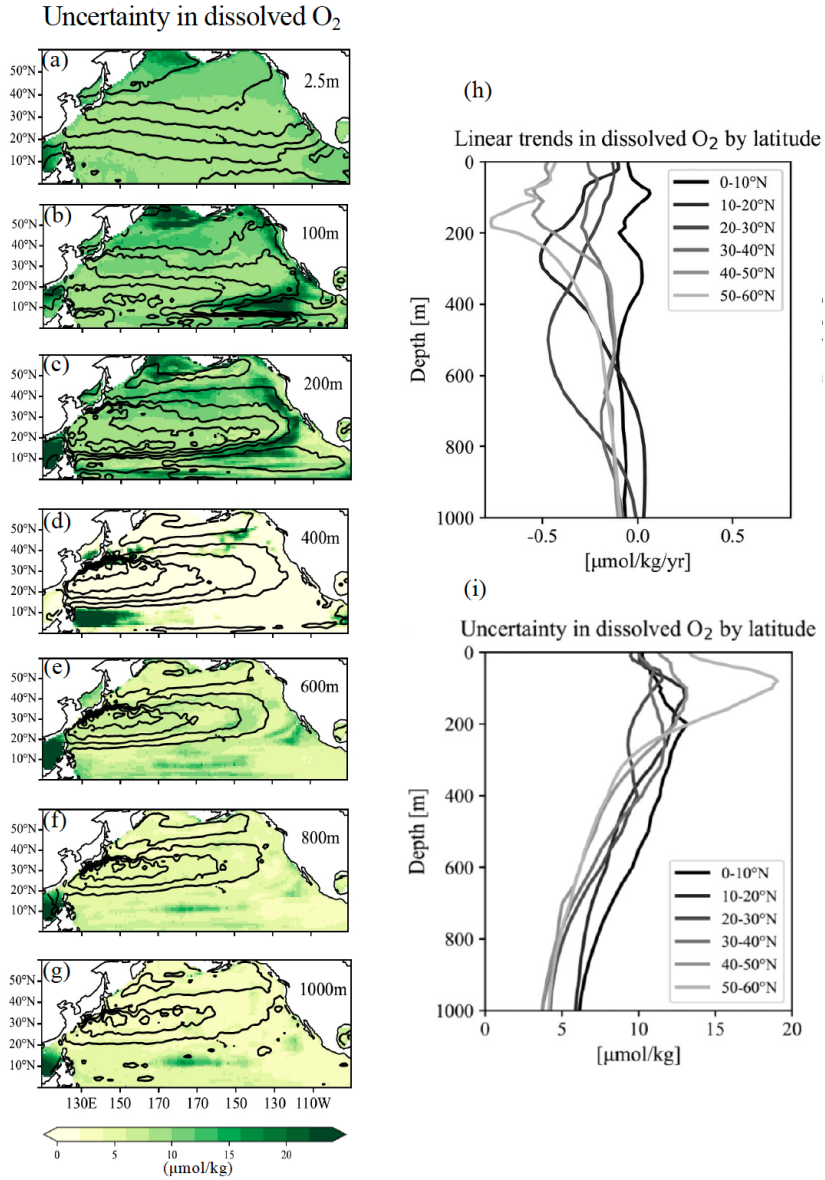 Uncertainty in dissolved O2
(a)
2.5m
50°N
40°N
30°N
20°N
10°N
(b)
100m
50°N
40°N
30°N
20°N
10°N
(c)
200m
50°N
40°N
30°N
20°N
10°N
(d)
400m
50°N
40°N
30°N
20°N
10°N
(e)
600m
50°N
40°N
30°N
20°N
10°N
(f)
800m
50°N
40°N
30°N
20°N
10°N
(g)
1000m
50°N
40°N
30°N
20°N
10°N
130E 150 170 170 150 130 110W
0 5 10 15 20
(μmol/kg)
(h)
Linear trends in dissolved O2 by latitude
0
200
400
600
800
1000
Depth [m]
0-10°N
10-20°N
20-30°N
30-40°N
40-50°N
50-60°N
-0.5 0.0 0.5
[μmol/kg/yr]
(i)
Uncertainty in dissolved O2 by latitude
0
200
400
600
800
1000
Depth [m]
0-10°N
10-20°N
20-30°N
30-40°N
40-50°N
50-60°N
0 5 10 15 20
[μmol/kg]